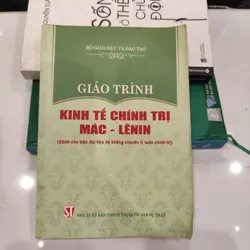 BỘ GIÁO DỤC VÀ ĐÀO TẠO
GIÁO TRÌNH
KINH TẾ CHÍNH TRỊ
MÁC - LÊNIN
(Dành cho bậc đại học hệ không chuyên lý luận chính trị)
NHÀ XUẤT BẢN CHÍNH TRỊ QUỐC GIA SỰ THẬT
SỐN